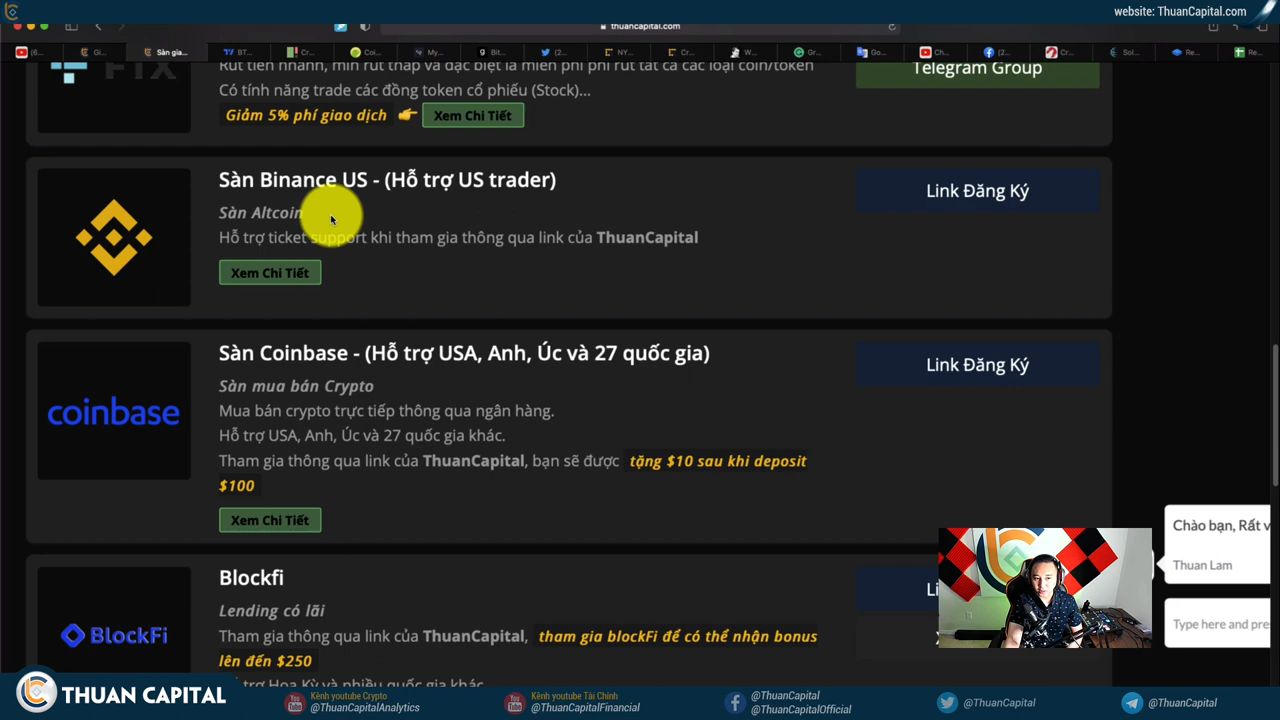 website: ThuanCapital.com
thuancapital.com
Sàn gia...
Rút tiền nhanh, min rút thấp và đặc biệt là miễn phí phí rút tất cả các loại coin/token
Telegram Group
Có tính năng trade các đồng token cổ phiếu (Stock)...
Giảm 5% phí giao dịch 👉 Xem Chi Tiết
Sàn Binance US - (Hỗ trợ US trader)
Link Đăng Ký
Sàn Altcoin
Hỗ trợ ticket support khi tham gia thông qua link của ThuanCapital
Xem Chi Tiết
Sàn Coinbase - (Hỗ trợ USA, Anh, Úc và 27 quốc gia)
Link Đăng Ký
Sàn mua bán Crypto
coinbase
Mua bán crypto trực tiếp thông qua ngân hàng.
Hỗ trợ USA, Anh, Úc và 27 quốc gia khác.
Tham gia thông qua link của ThuanCapital, bạn sẽ được tặng $10 sau khi deposit
$100
Xem Chi Tiết
Chào bạn, Rất v
Thuan Lam
Blockfi
Lending có lãi
BlockFi
Tham gia thông qua link của ThuanCapital, tham gia blockFi để có thể nhận bonus
lên đến $250
Type here and pre
THUAN CAPITAL
Kênh youtube Crypto
@ThuanCapitalAnalytics
Kênh youtube Tài Chính
@ThuanCapitalFinancial
@ThuanCapital
@ThuanCapitalOfficial
@ThuanCapital
@ThuanCapital